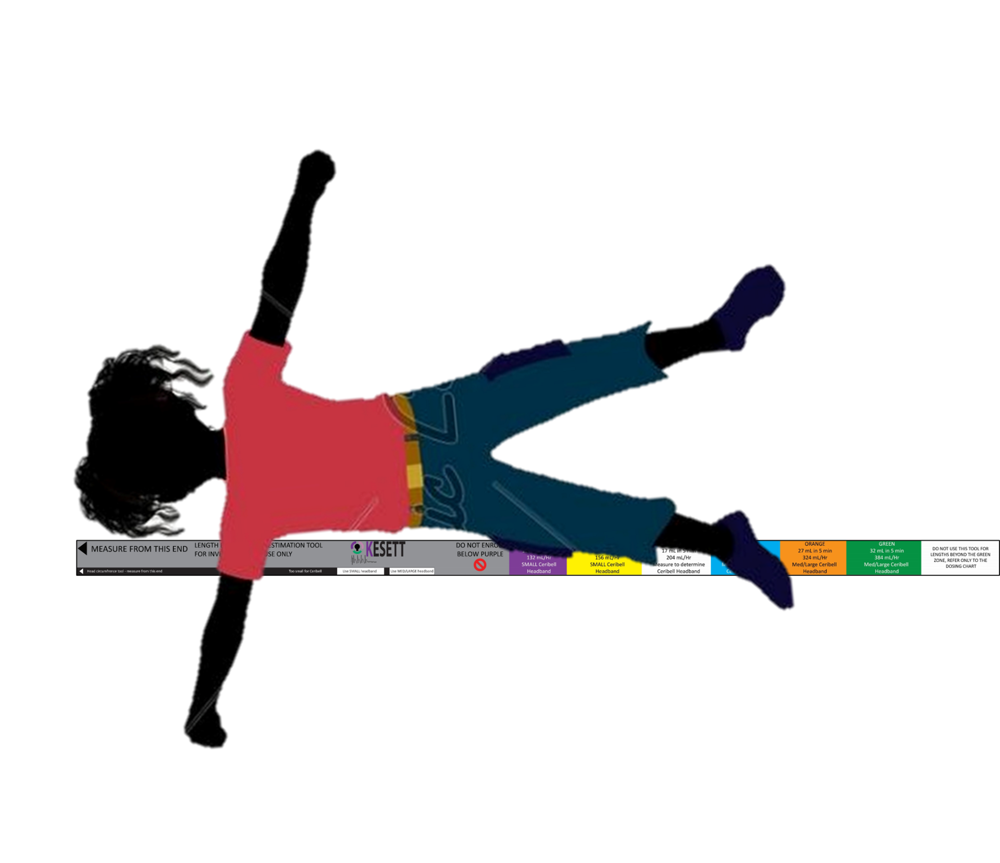 MEASURE FROM THIS END
LENGTH
STIMATION TOOL
FOR
USE ONLY
KESETT
DO NOT
BELOW PURPLE
Head circumfrence tool - measure from this end
Too small for Ceribell
Use SMALL headband
Use MED/LARGE headband
132 mL/Hr
SMALL Ceribell
Headband
156 mL/Hr
SMALL Ceribell
Headband
17 mL in 5 min
204 mL/Hr
Measure to determine
Ceribell Headband
ORANGE
27 mL in 5 min
324 mL/Hr
Med/Large Ceribell
Headband
GREEN
32 mL in 5 min
384 mL/Hr
Med/Large Ceribell
Headband
DO NOT USE THIS TOOL FOR
LENGTHS BEYOND THE GREEN
ZONE, REFER ONLY TO THE
DOSING CHART